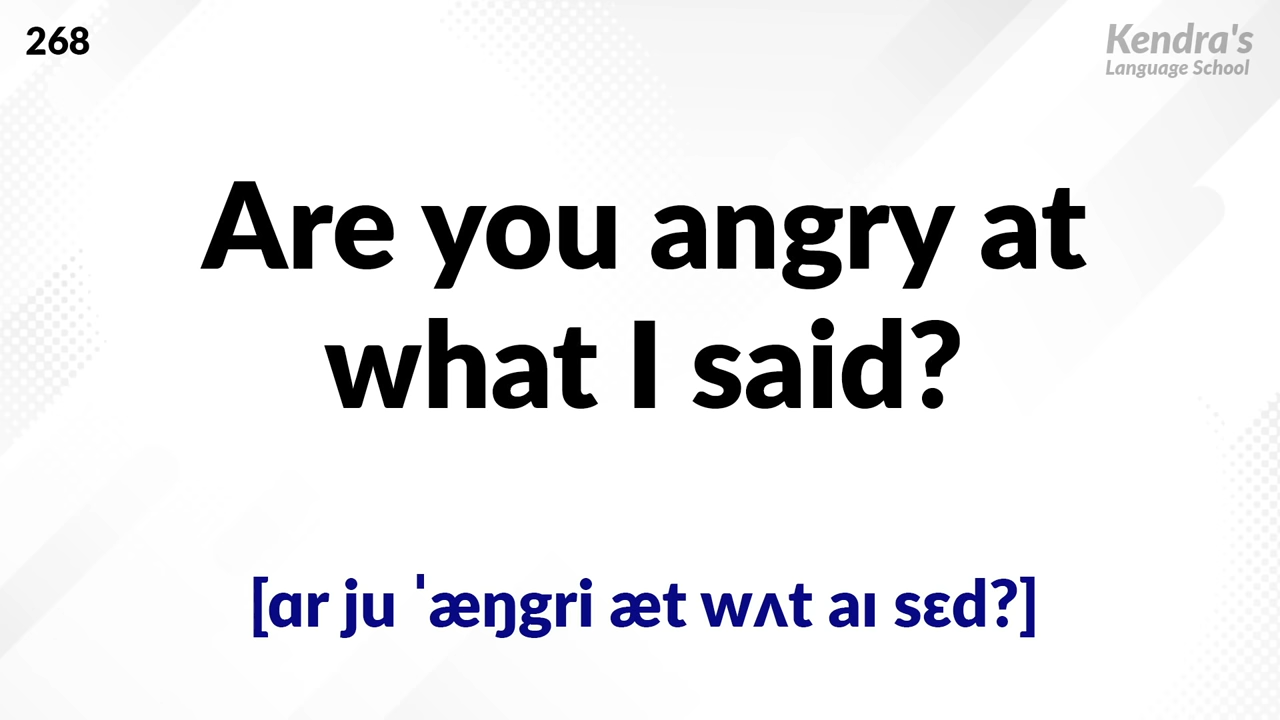 268
Kendra's
Language School
Are you angry at
what I said?
[ɑr ju ˈæŋgri æt wʌt aɪ sɛd?]